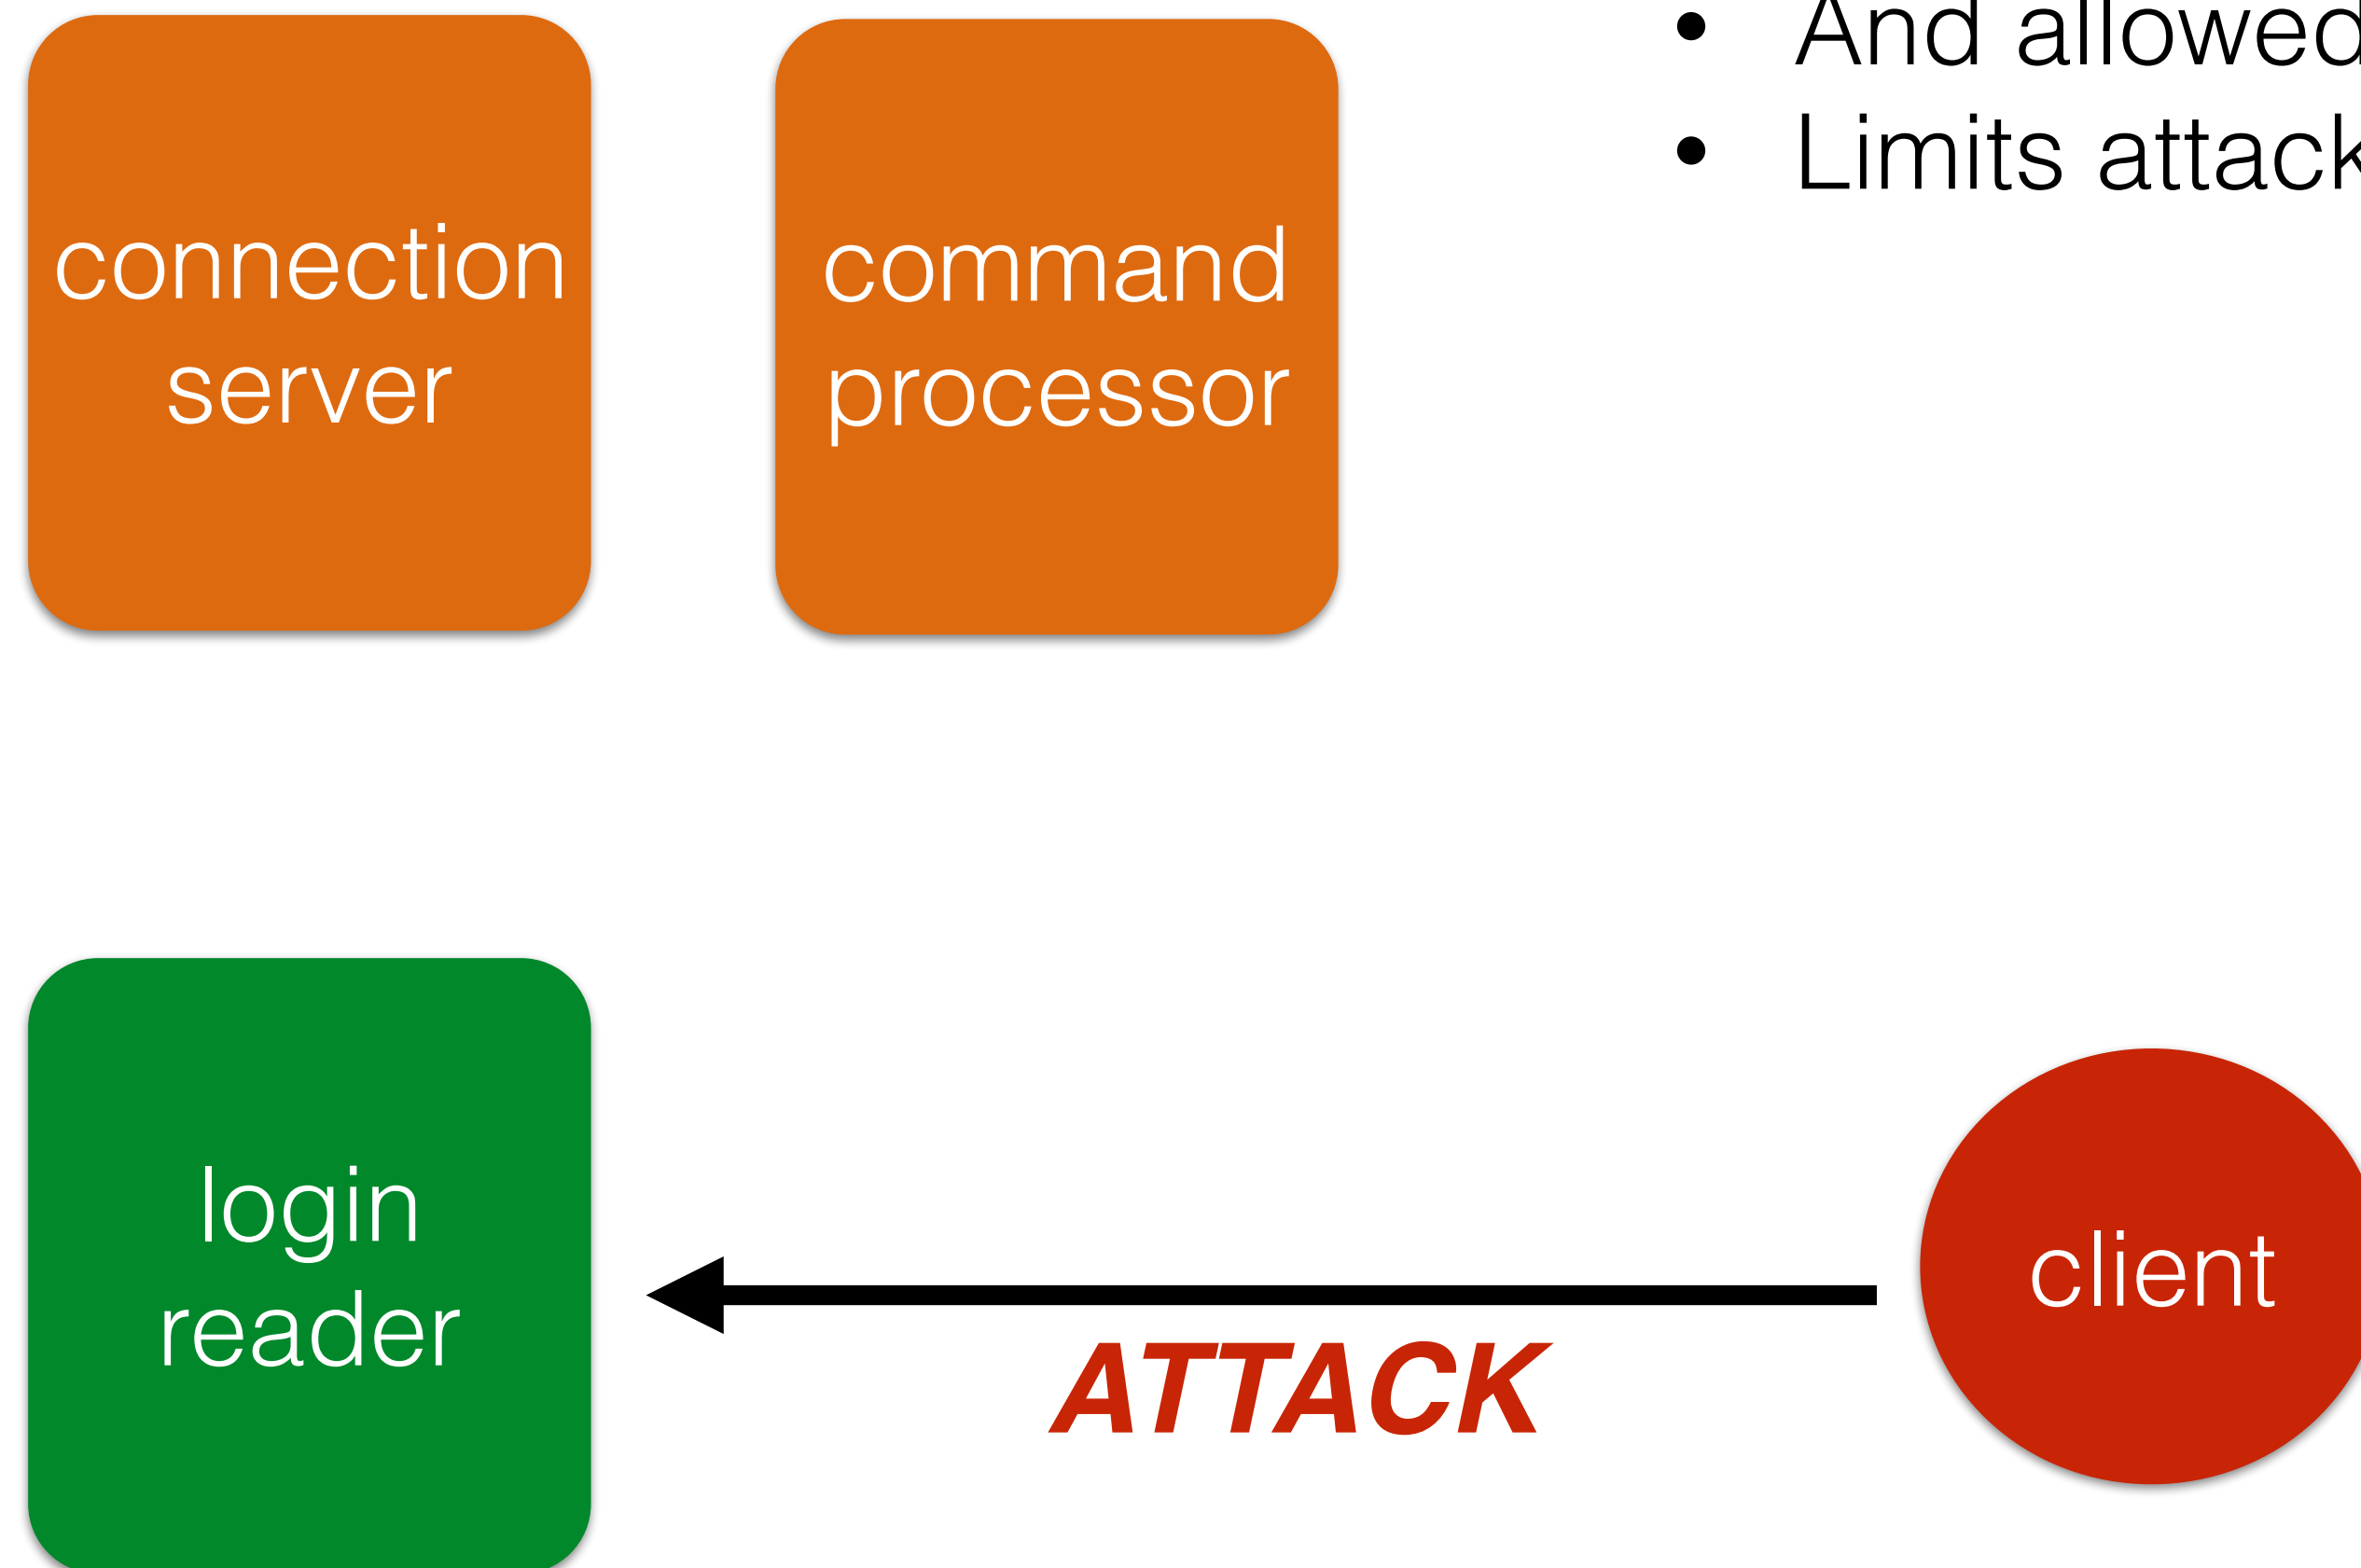 • And allowed
• Limits attack
connection
server
command
processor
login
reader
client
ATTACK